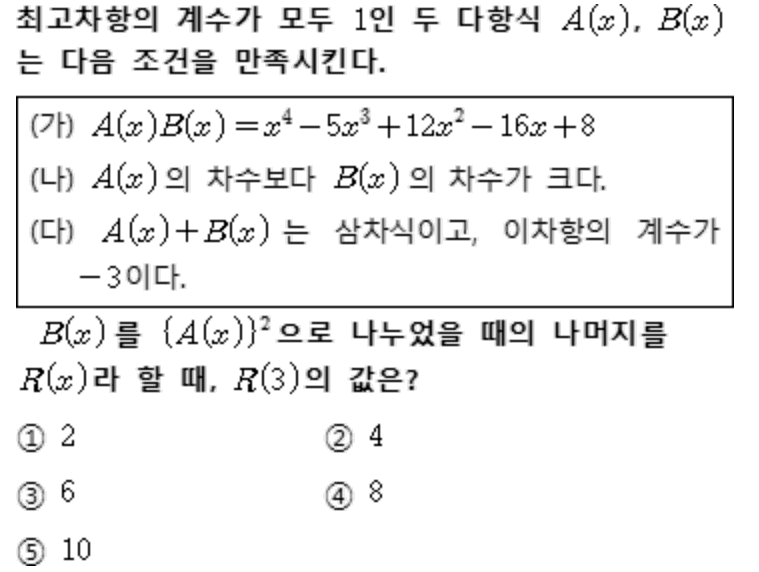 최고차항의 계수가 모두 1인 두 다항식 A(x), B(x)
는 다음 조건을 만족시킨다.
(가) A(x)B(x)=x⁴-5x³+12x²-16x+8
(나) A(x)의 차수보다 B(x)의 차수가 크다.
(다) A(x)+B(x)는 삼차식이고, 이차항의 계수가
-3이다.
B(x)를 {A(x)}²으로 나누었을 때의 나머지를
R(x)라 할 때, R(3)의 값은?
① 2 ② 4
③ 6 ④ 8
⑤ 10